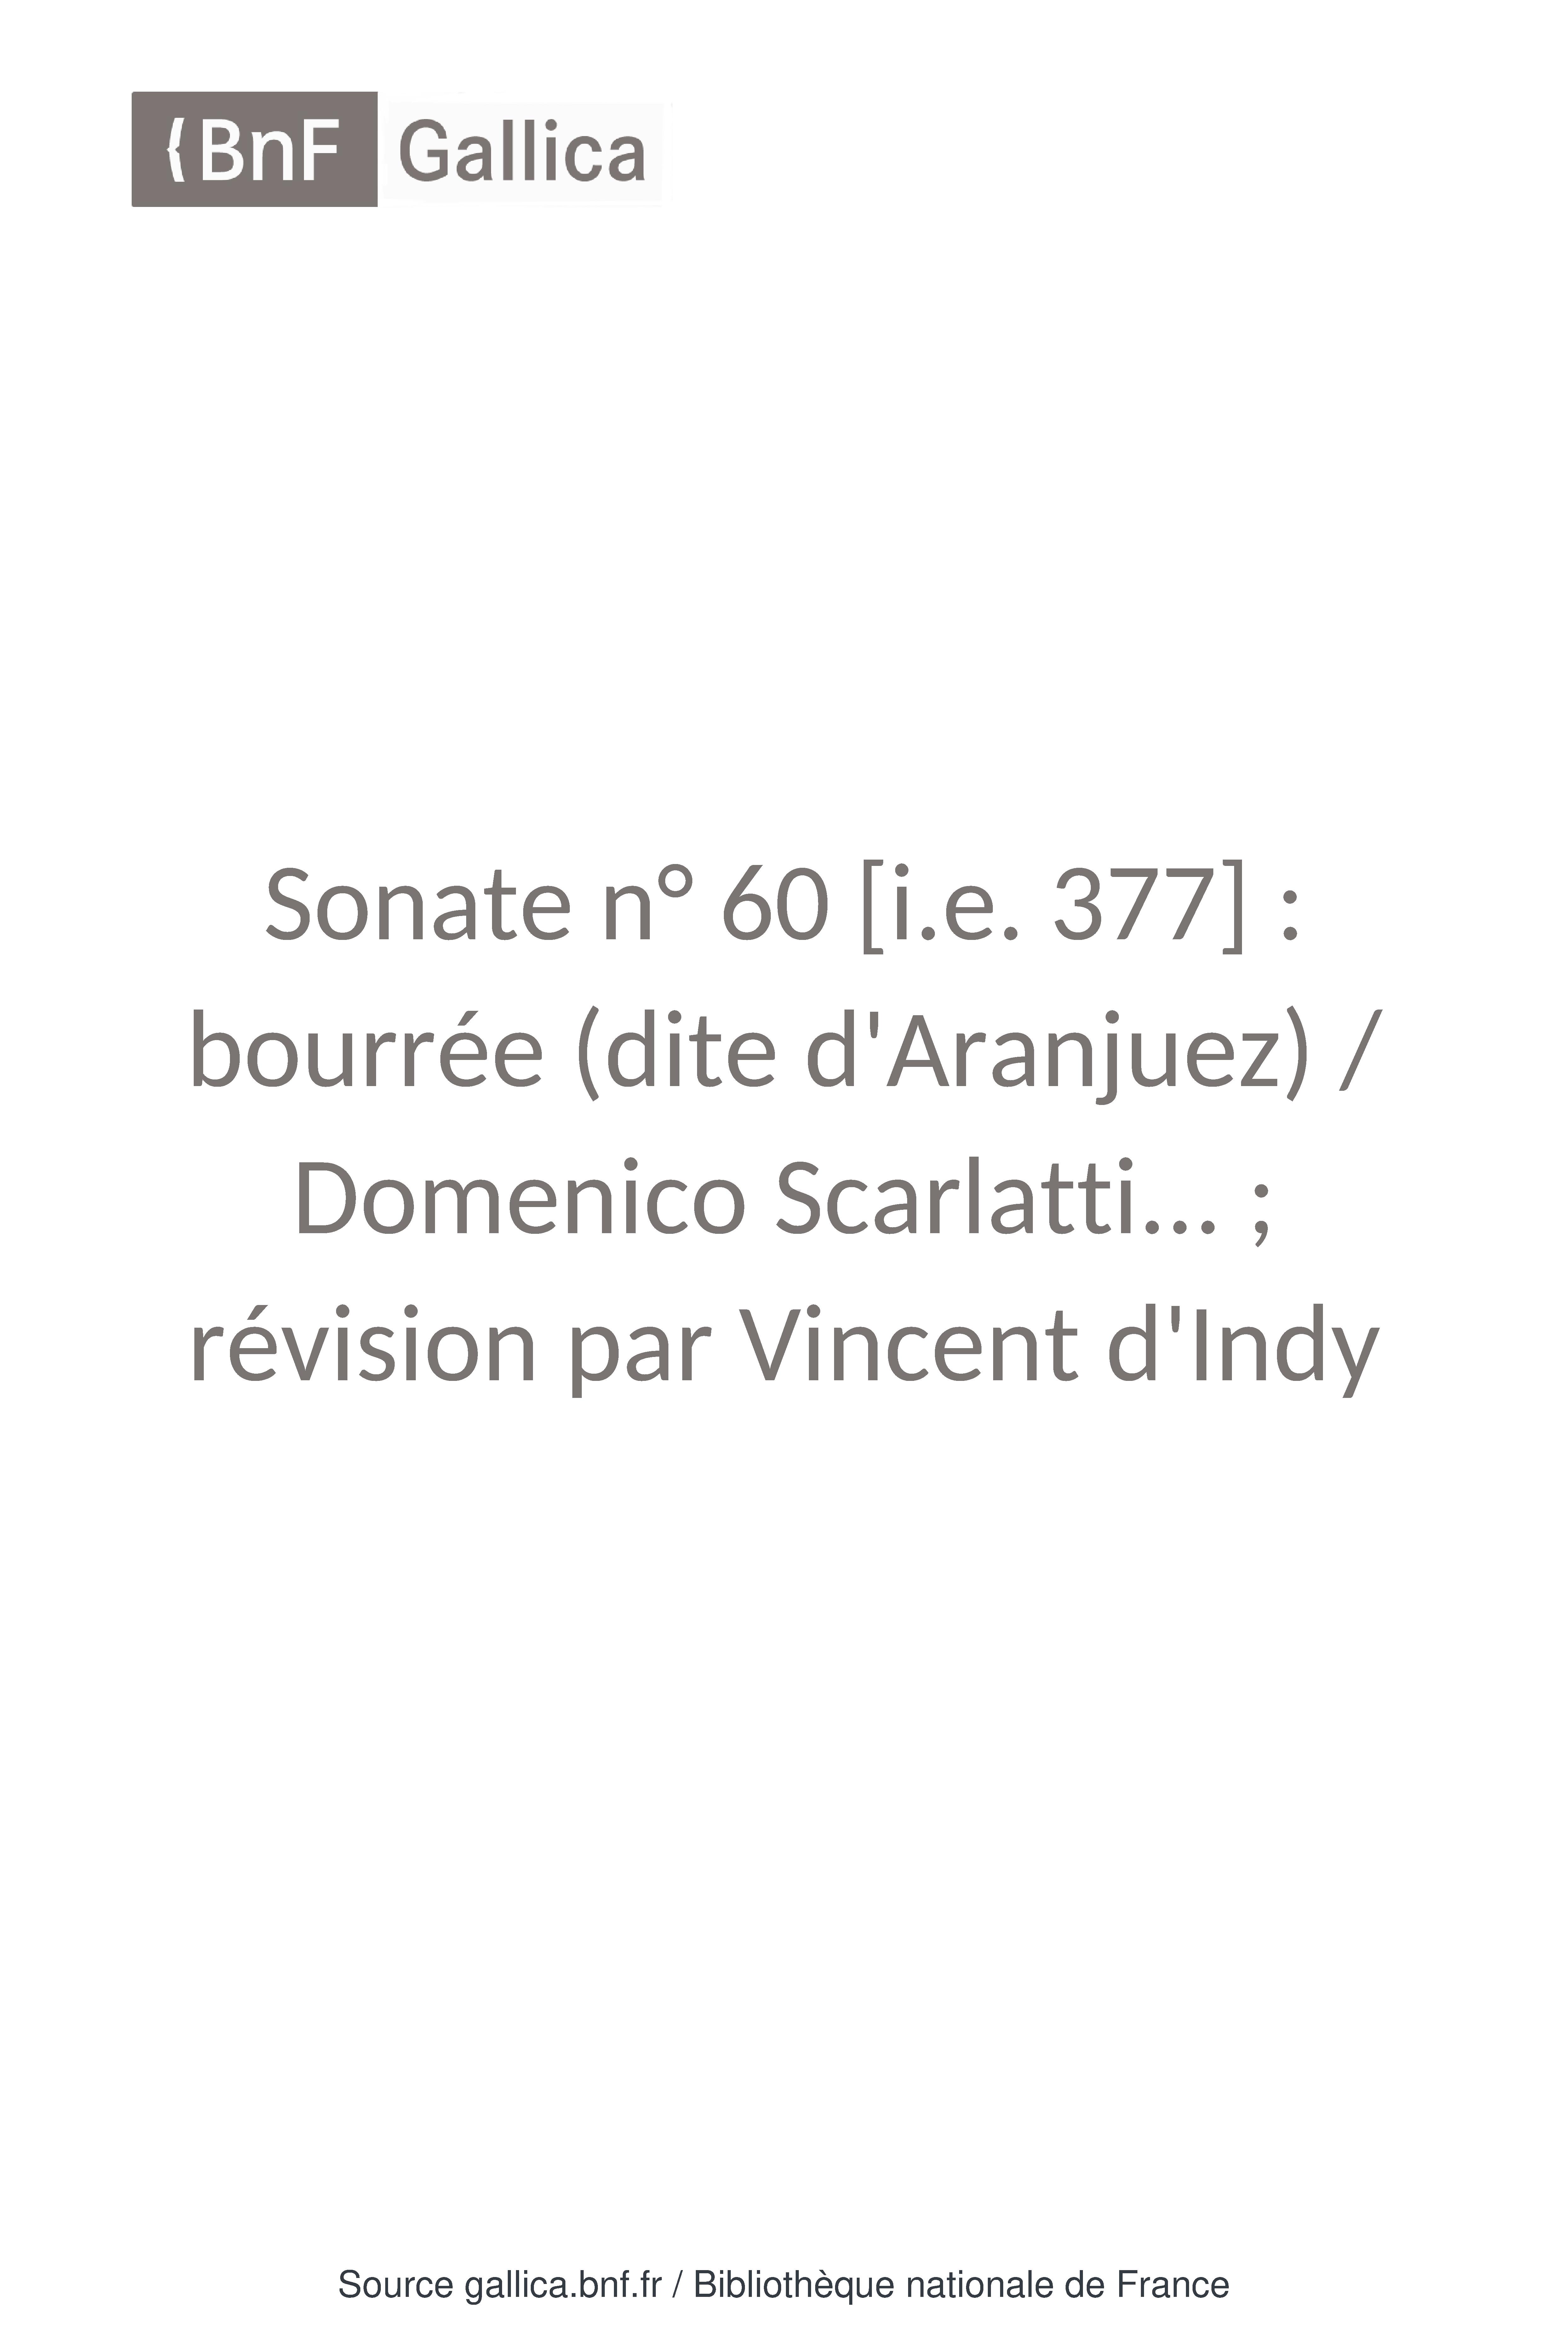 {BnF Gallica
Sonate n° 60 [i.e. 377] :
bourrée (dite d'Aranjuez) /
Domenico Scarlatti... ;
révision par Vincent d'Indy
Source gallica.bnf.fr / Bibliothèque nationale de France